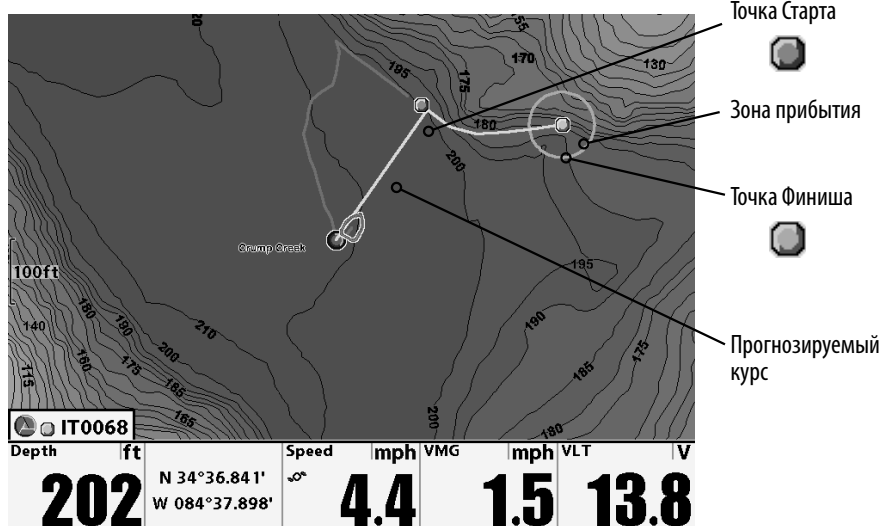 Точка Старта
Зона прибытия
Точка Финиша
Прогнозируемый
курс
20
155
170
175
130
195
180
200
Crump Creek
195
100ft
180
190
210
140
200
160
175
185
115
165
190
185
175
200
180
IT0068
Depth ft
202
N 34°36.841'
W 084°37.898'
Speed mph
4.4
VMG mph
1.5
VLT V
13.8